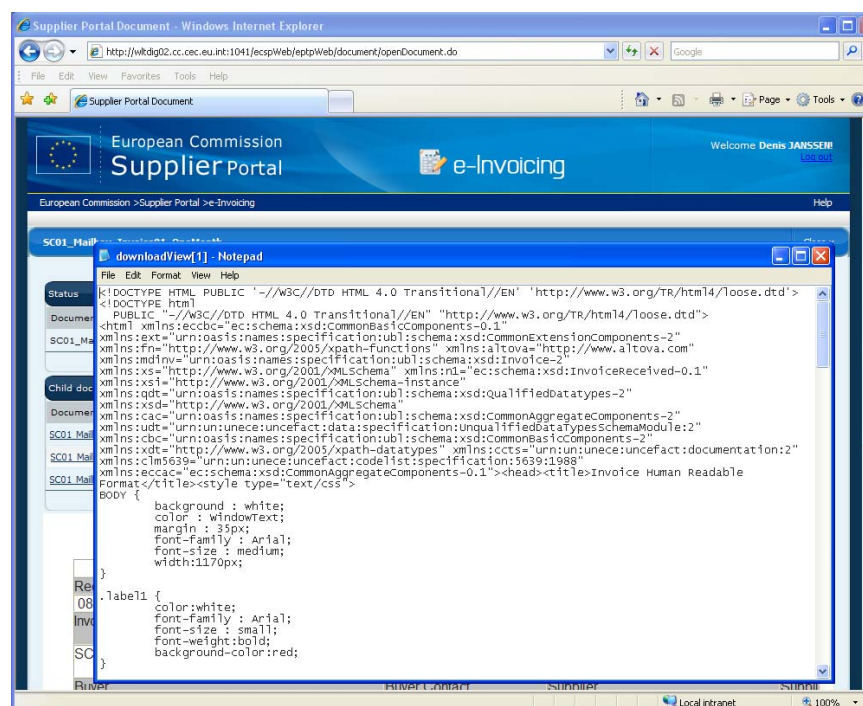 Supplier Portal Document - Windows Internet Explorer
http://wltdig02.cc.cec.eu.int:1041/ecspWeb/eptpWeb/document/openDocument.do
Google
File Edit View Favorites Tools Help
Supplier Portal Document
Page Tools
European Commission
Supplier Portal
e-Invoicing
Welcome Denis JANSSEN!
Log out
European Commission >Supplier Portal >e-Invoicing
Help
downloadView[1] - Notepad
File Edit Format View Help
<!DOCTYPE HTML PUBLIC '-//W3C//DTD HTML 4.0 Transitional//EN' 'http://www.w3.org/TR/html4/loose.dtd'>
<!DOCTYPE html
PUBLIC "-//W3C//DTD HTML 4.0 Transitional//EN" "http://www.w3.org/TR/html4/loose.dtd">
<html xmlns:eccbc="ec:schema:xsd:CommonBasicComponents-0.1"
xmlns:ext="urn:oasis:names:specification:ubl:schema:xsd:CommonExtensionComponents-2"
xmlns:fn="http://www.w3.org/2005/xpath-functions" xmlns:altova="http://www.altova.com"
xmlns:mdinv="urn:oasis:names:specification:ubl:schema:xsd:Invoice-2"
xmlns:xs="http://www.w3.org/2001/XMLSchema" xmlns:n1="ec:schema:xsd:InvoiceReceived-0.1"
xmlns:xsi="http://www.w3.org/2001/XMLSchema-instance"
xmlns:qdt="urn:oasis:names:specification:ubl:schema:xsd:QualifiedDatatypes-2"
xmlns:xsd="http://www.w3.org/2001/XMLSchema"
xmlns:cac="urn:oasis:names:specification:ubl:schema:xsd:CommonAggregateComponents-2"
xmlns:udt="urn:un:unece:uncefact:data:specification:UnqualifiedDataTypesSchemaModule:2"
xmlns:cbc="urn:oasis:names:specification:ubl:schema:xsd:CommonBasicComponents-2"
xmlns:xdt="http://www.w3.org/2005/xpath-datatypes" xmlns:ccts="urn:un:unece:uncefact:documentation:2"
xmlns:clm5639="urn:un:unece:uncefact:codelist:specification:5639:1988"
xmlns:eccac="ec:schema:xsd:CommonAggregateComponents-0.1"><head><title>Invoice Human Readable
Format</title><style type="text/css">
BODY {
background : white;
color : WindowText;
margin : 35px;
font-family : Arial;
font-size : medium;
width:1170px;
}
.label1 {
color:white;
font-family : Arial;
font-size : small;
font-weight:bold;
background-color:red;
}
Status
Child doc
SC01 Mail
SC01 Mail
SC01 Mail
08
SC
Buyer Buyer Contact Supplier
Local intranet 100%